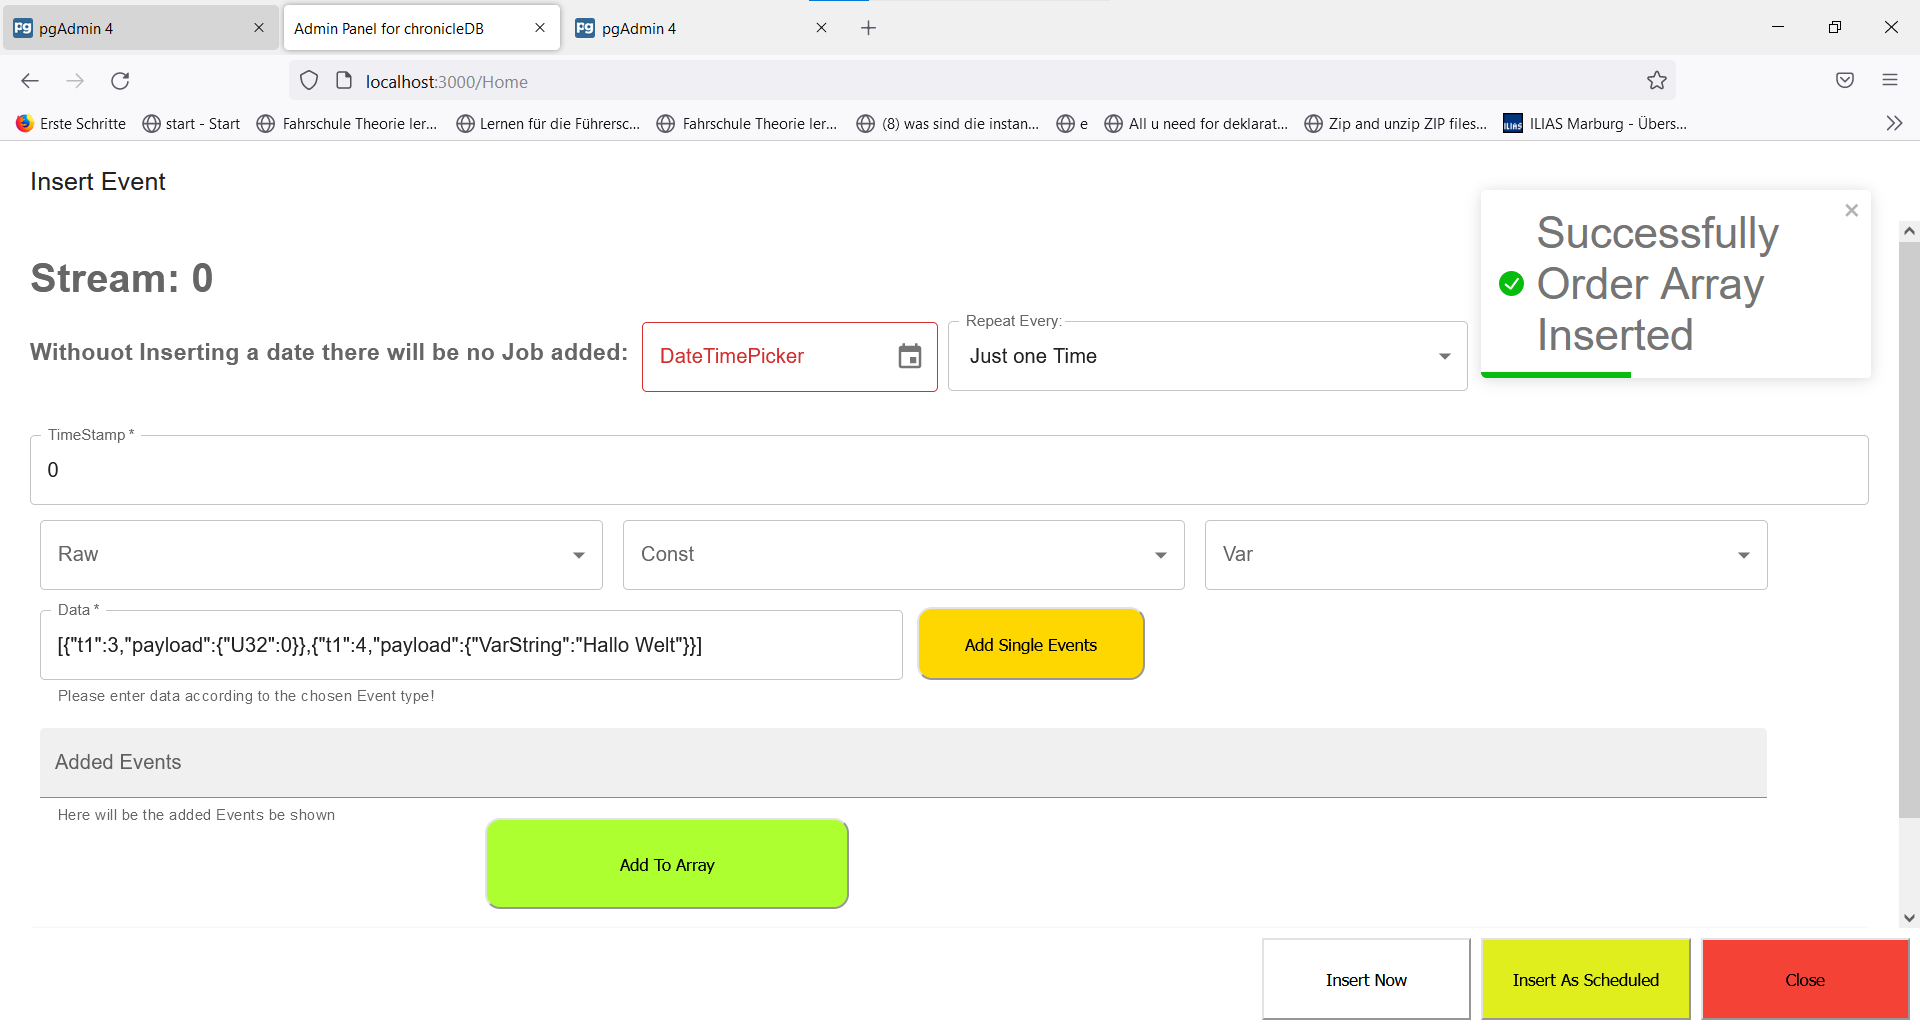 pgAdmin 4
Admin Panel for chronicleDB
pgAdmin 4
localhost:3000/Home
Erste Schritte
start - Start
Fahrschule Theorie ler...
Lernen für die Führersc...
Fahrschule Theorie ler...
(8) was sind die instan...
e
All u need for deklarat...
Zip and unzip ZIP files...
ILIAS
ILIAS Marburg - Übers...
Insert Event
Successfully
Order Array
Inserted
Stream: 0
Withouot Inserting a date there will be no Job added:
DateTimePicker
Repeat Every:
Just one Time
TimeStamp *
0
Raw
Const
Var
Data *
[{"t1":3,"payload":{"U32":0}},{"t1":4,"payload":{"VarString":"Hallo Welt"}}]
Add Single Events
Please enter data according to the chosen Event type!
Added Events
Here will be the added Events be shown
Add To Array
Insert Now
Insert As Scheduled
Close